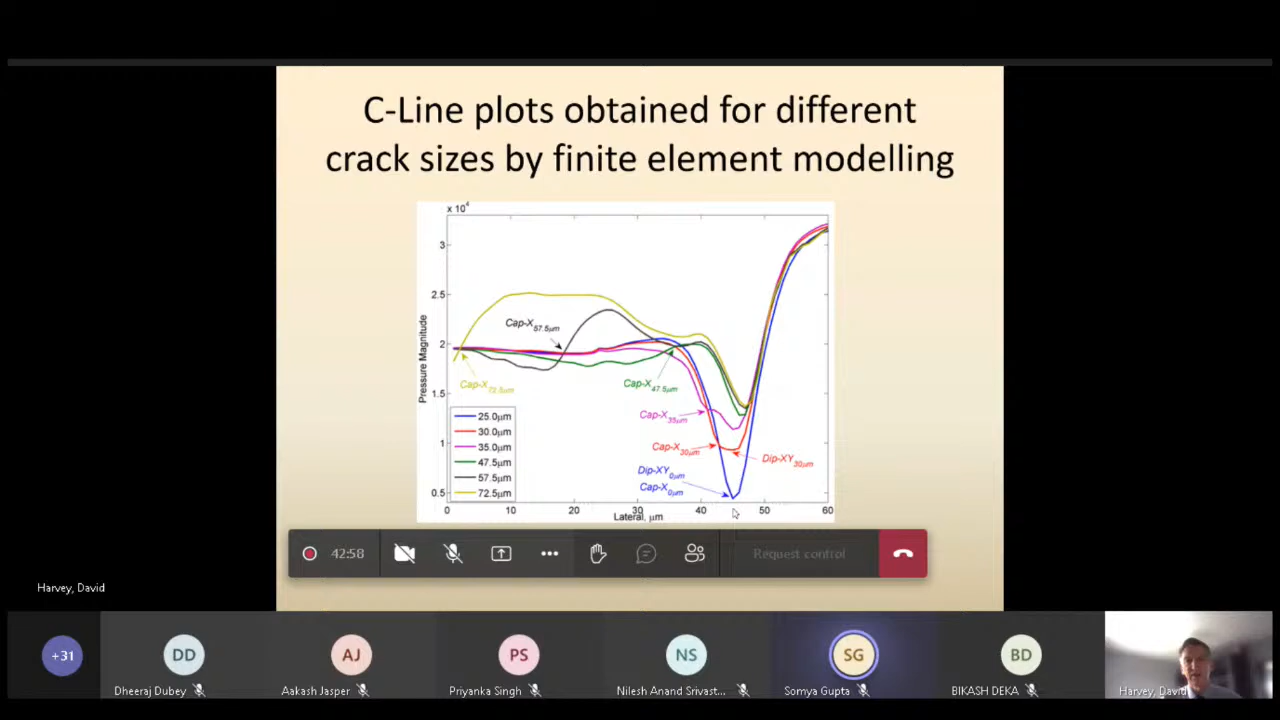 C-Line plots obtained for different
crack sizes by finite element modelling
x 10⁴
3
2.5
2
1.5
1
0.5
Pressure Magnitude
Cap-X57.5μm
Cap-X72.5μm
Cap-X47.5μm
Cap-X35μm
Cap-X30μm
Dip-XY30μm
Dip-XY0μm
Cap-X0μm
25.0μm
30.0μm
35.0μm
47.5μm
57.5μm
72.5μm
0 10 20 30 40 50 60
Lateral, μm
42:58
Request control
Harvey, David
+31
DD
AJ
PS
NS
SG
BD
Dheeraj Dubey
Aakash Jasper
Priyanka Singh
Nilesh Anand Srivast...
Somya Gupta
BIKASH DEKA
Harvey, David